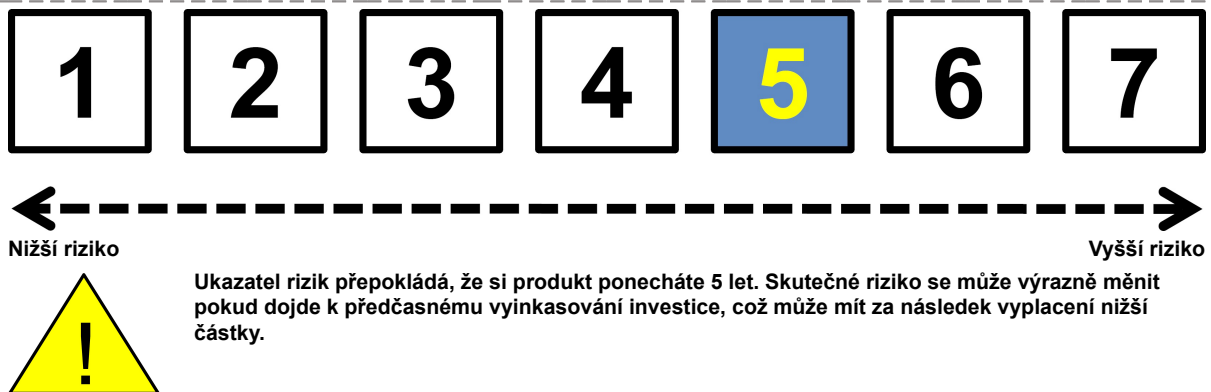 1 2 3 4 5 6 7
Nižší riziko Vyšší riziko
Ukazatel rizik přepokládá, že si produkt ponecháte 5 let. Skutečné riziko se může výrazně měnit
pokud dojde k předčasnému vyinkasování investice, což může mít za následek vyplacení nižší
částky.
!